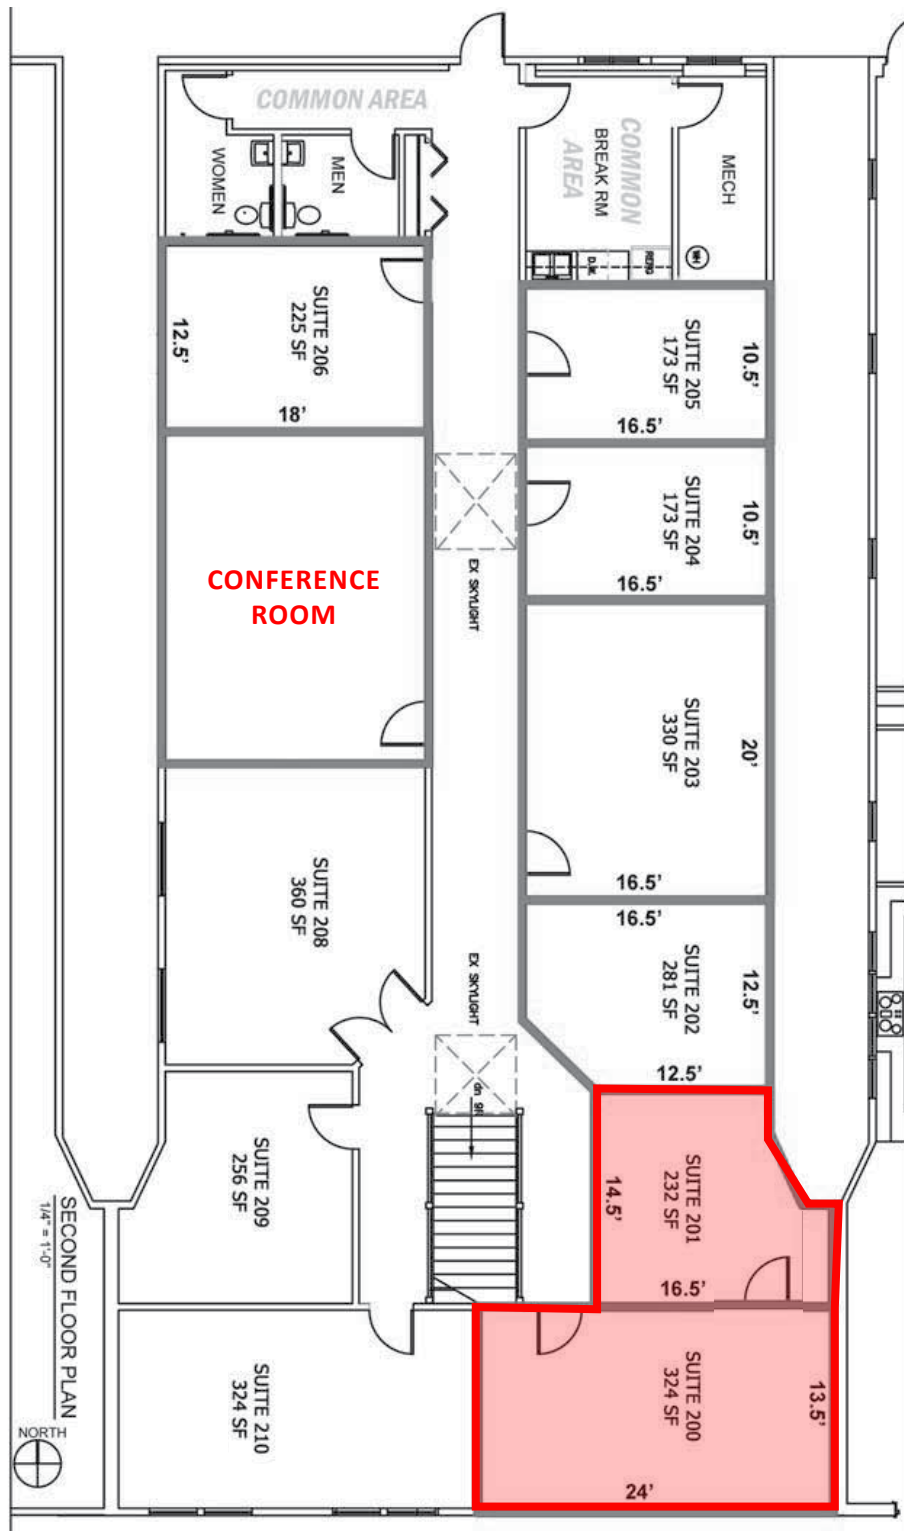 COMMON AREA
WOMEN
MEN
COMMON
AREA
BREAK RM
MECH
D.W.
REFG
WH
SUITE 206
225 SF
12.5'
18'
SUITE 205
173 SF
10.5'
16.5'
SUITE 204
173 SF
10.5'
16.5'
EX SKYLIGHT
CONFERENCE
ROOM
SUITE 203
330 SF
20'
16.5'
SUITE 208
360 SF
EX SKYLIGHT
16.5'
SUITE 202
281 SF
12.5'
12.5'
dn
SUITE 209
256 SF
SUITE 201
232 SF
14.5'
16.5'
SUITE 210
324 SF
SUITE 200
324 SF
13.5'
24'
SECOND FLOOR PLAN
1/4" = 1'-0"
NORTH